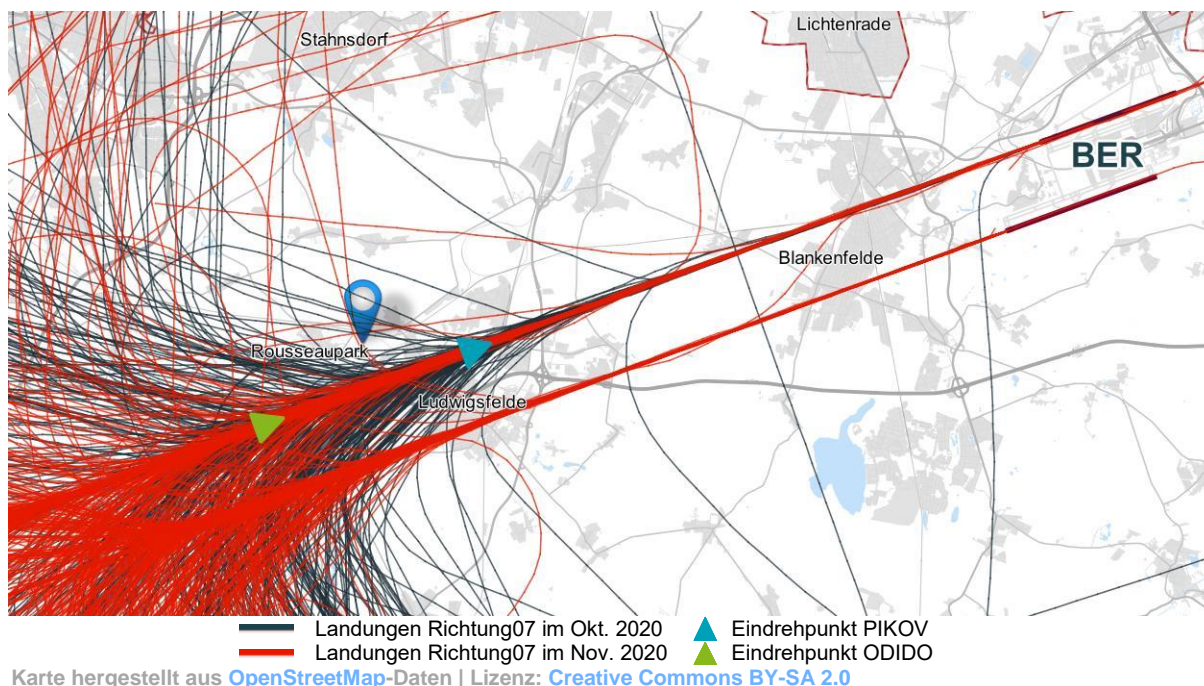 Stahnsdorf
Lichtenrade
BER
Blankenfelde
Rousseaupark
Ludwigsfelde
Landungen Richtung07 im Okt. 2020 Eindrehpunkt PIKOV
Landungen Richtung07 im Nov. 2020 Eindrehpunkt ODIDO
Karte hergestellt aus OpenStreetMap-Daten | Lizenz: Creative Commons BY-SA 2.0